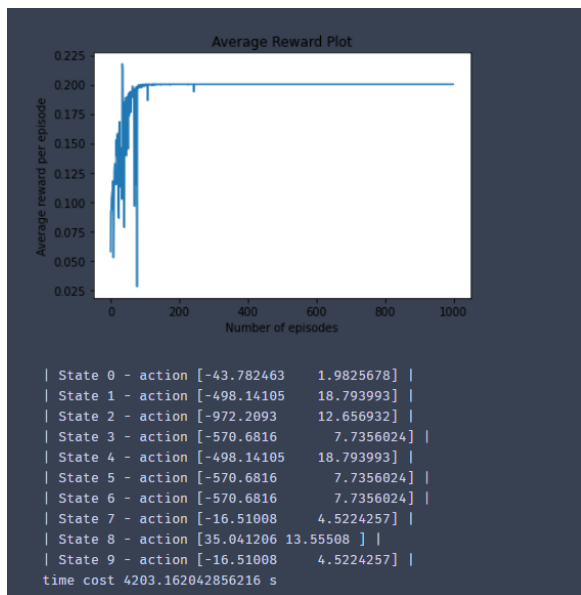 Average Reward Plot
Average reward per episode
0.225
0.200
0.175
0.150
0.125
0.100
0.075
0.050
0.025
0 200 400 600 800 1000
Number of episodes
| State 0 - action [-43.782463 1.9825678] |
| State 1 - action [-498.14105 18.793993] |
| State 2 - action [-972.2093 12.656932] |
| State 3 - action [-570.6816 7.7356024] |
| State 4 - action [-498.14105 18.793993] |
| State 5 - action [-570.6816 7.7356024] |
| State 6 - action [-570.6816 7.7356024] |
| State 7 - action [-16.51008 4.5224257] |
| State 8 - action [35.041206 13.55508 ] |
| State 9 - action [-16.51008 4.5224257] |
time cost 4203.162042856216 s